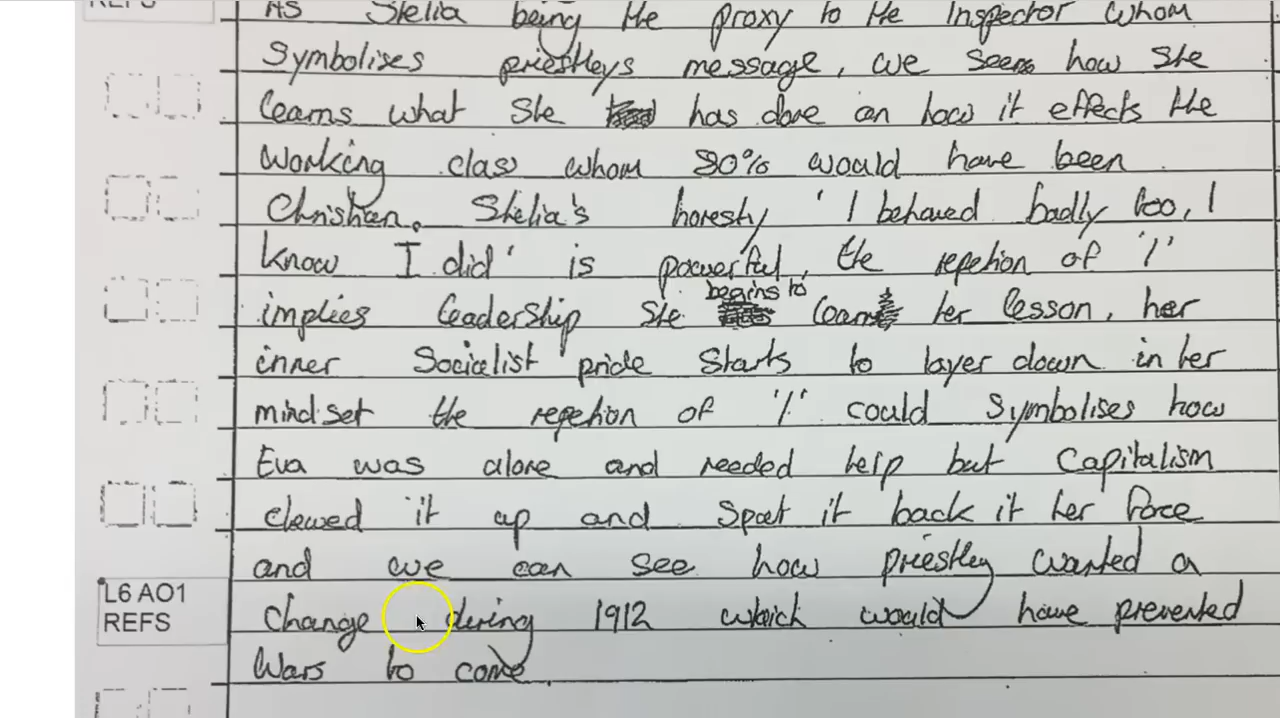 REFS
As Shelia being the proxy to the Inspector whom
Symbolises priestleys message, we seen how she
learns what she has done an how it effects the
working class whom 80% would have been
Christian. Shelia's honesty 'I behaved badly too, I
know I did' is powerful, the repetion of 'I'
begins to
implies leadership she learn her lesson, her
inner Socialist pride starts to layer down in her
mindset the repetion of 'I' could Symbolises how
Eva was alone and needed help but Capitalism
chewed it up and Spat it back it her face
and we can see how priestley wanted a
L6 AO1
REFS
Change during 1912 which would have prevented
Wars to come.